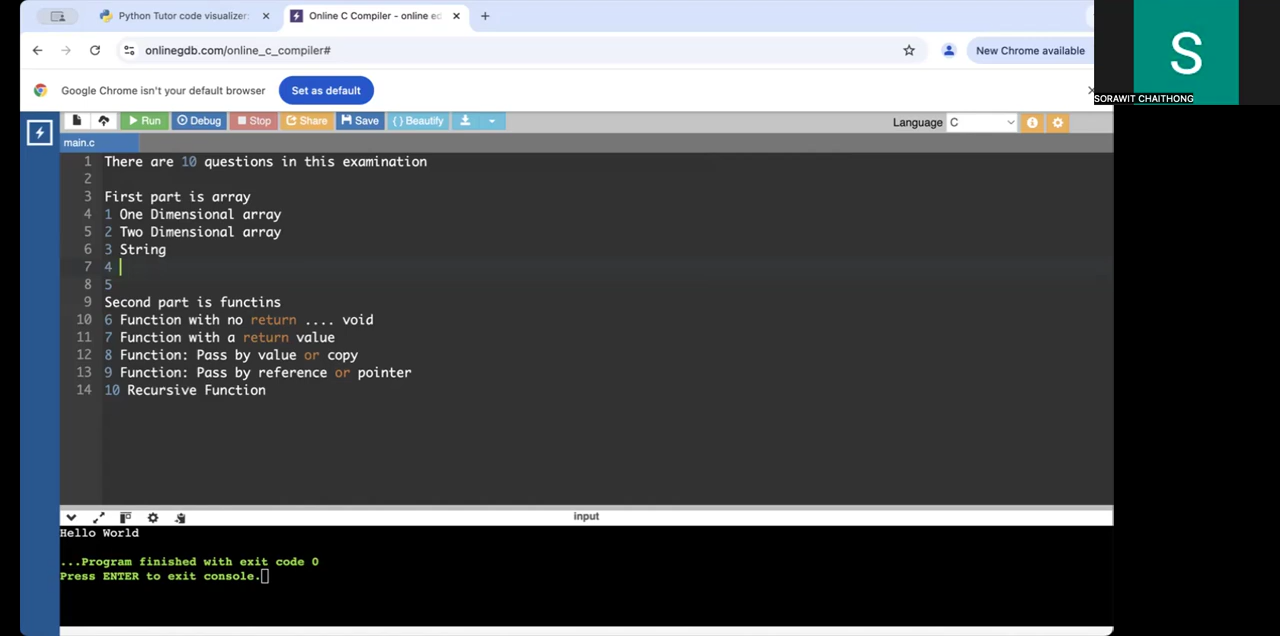 Python Tutor code visualizer:
Online C Compiler - online ed
onlinegdb.com/online_c_compiler#
New Chrome available
S
SORAWIT CHAITHONG
Google Chrome isn't your default browser
Set as default
Run
Debug
Stop
Share
Save
{ } Beautify
Language
C
main.c
1 There are 10 questions in this examination
2
3 First part is array
4 1 One Dimensional array
5 2 Two Dimensional array
6 3 String
7 4
8 5
9 Second part is functins
10 6 Function with no return .... void
11 7 Function with a return value
12 8 Function: Pass by value or copy
13 9 Function: Pass by reference or pointer
14 10 Recursive Function
input
Hello World
...Program finished with exit code 0
Press ENTER to exit console.